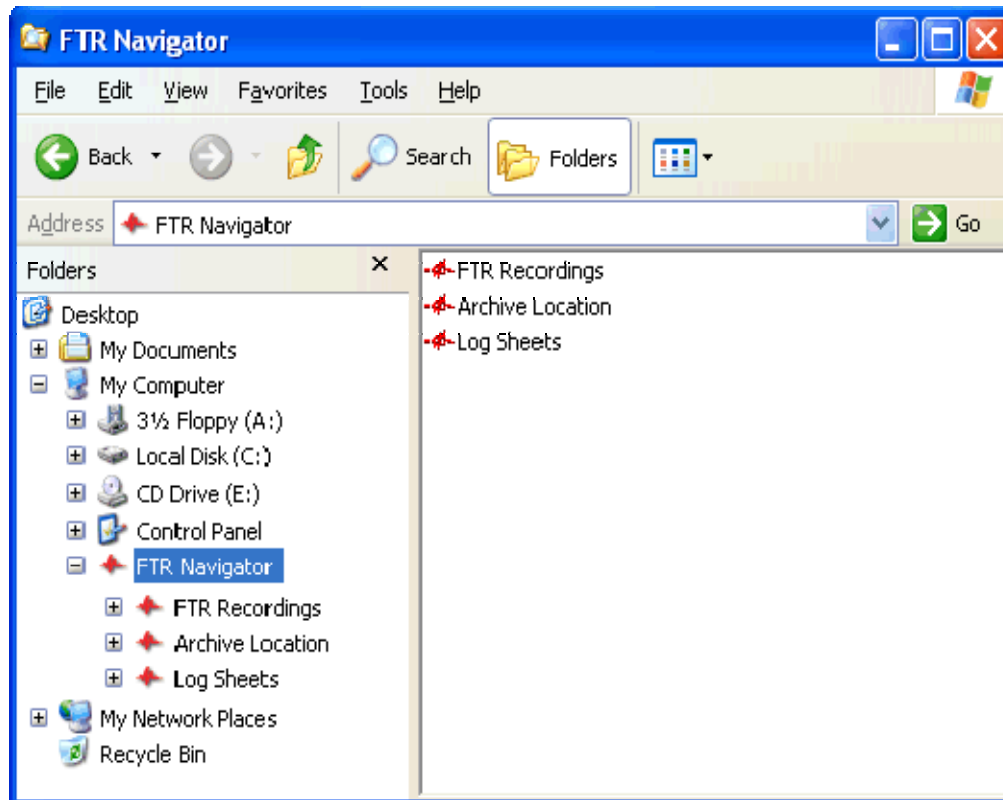 FTR Navigator
File Edit View Favorites Tools Help
Back Search Folders
Address FTR Navigator Go
Folders
Desktop
My Documents
My Computer
3½ Floppy (A:)
Local Disk (C:)
CD Drive (E:)
Control Panel
FTR Navigator
FTR Recordings
Archive Location
Log Sheets
My Network Places
Recycle Bin
FTR Recordings
Archive Location
Log Sheets